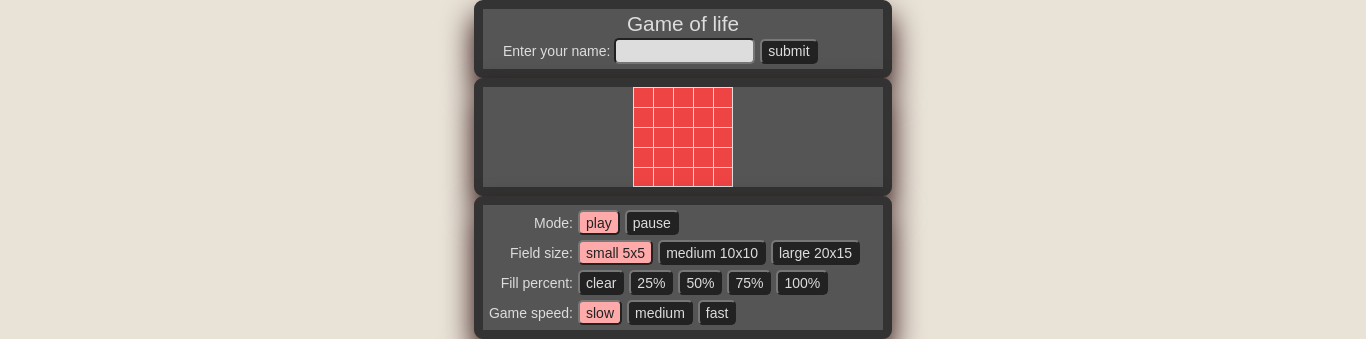 Game of life
Enter your name: submit
Mode: play pause
Field size: small 5x5 medium 10x10 large 20x15
Fill percent: clear 25% 50% 75% 100%
Game speed: slow medium fast